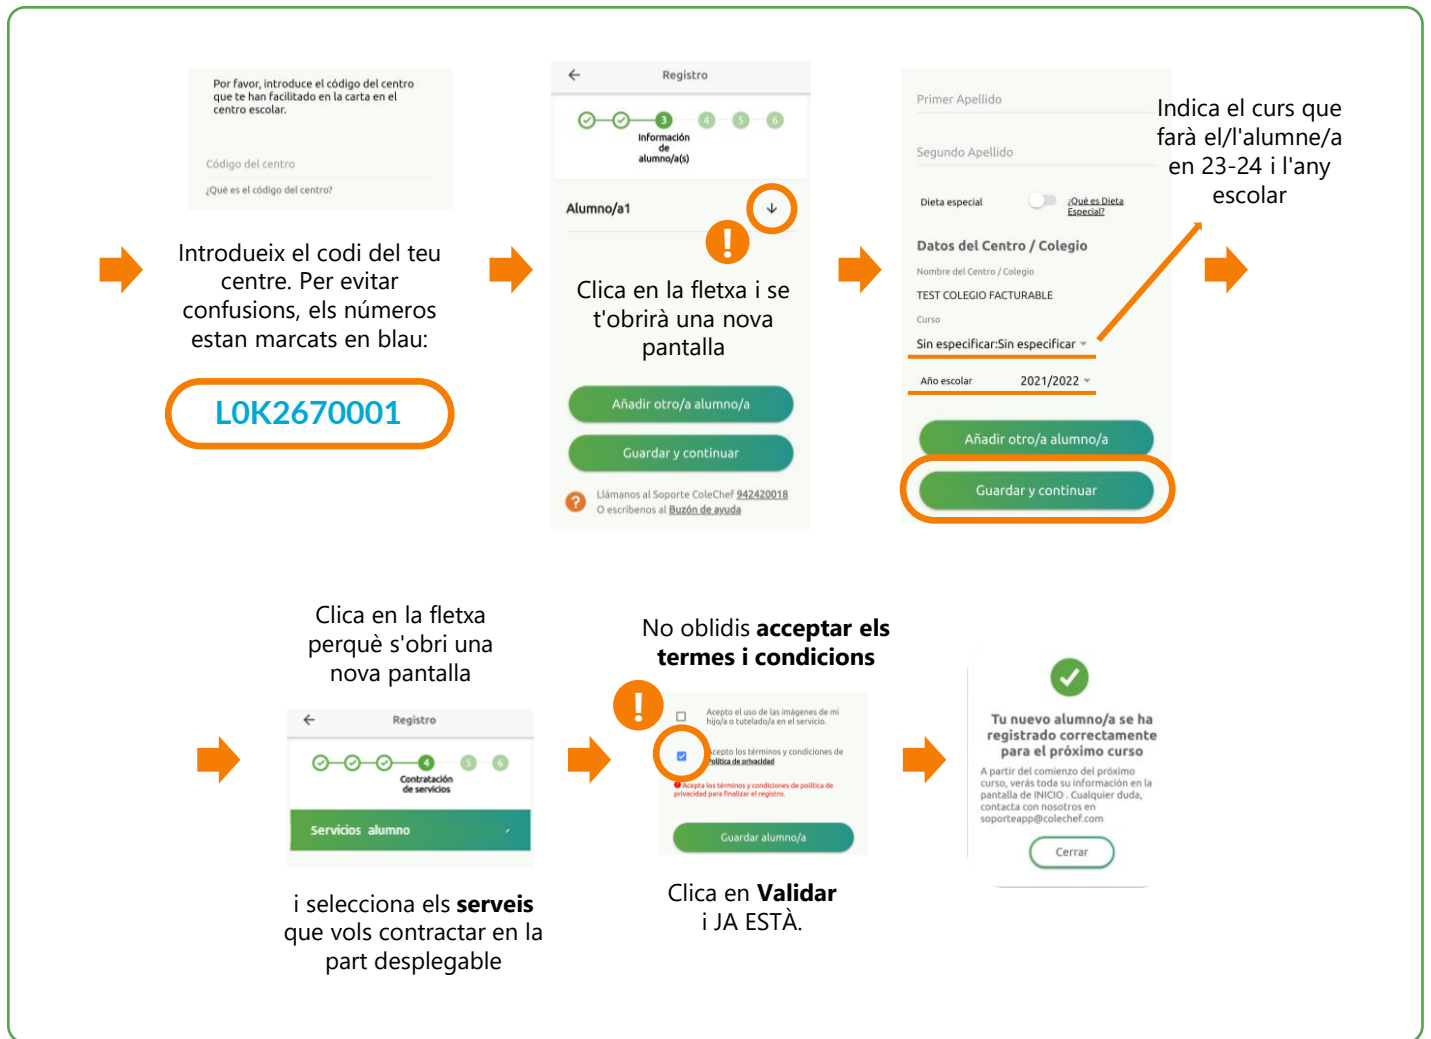 Por favor, introduce el código del centro
que te han facilitado en la carta en el
centro escolar.
Código del centro
¿Qué es el código del centro?
Introdueix el codi del teu
centre. Per evitar
confusions, els números
estan marcats en blau:
L0K2670001
Registro
3
4
5
6
Información
de
alumno/a(s)
Alumno/a1
!
Clica en la fletxa i se
t'obrirà una nova
pantalla
Añadir otro/a alumno/a
Guardar y continuar
?
Llámanos al Soporte ColeChef 942420018
O escríbenos al Buzón de ayuda
Primer Apellido
Segundo Apellido
Dieta especial
¿Qué es Dieta
Especial?
Datos del Centro / Colegio
Nombre del Centro / Colegio
TEST COLEGIO FACTURABLE
Curso
Sin especificar:Sin especificar
Año escolar 2021/2022
Añadir otro/a alumno/a
Guardar y continuar
Indica el curs que
farà el/l'alumne/a
en 23-24 i l'any
escolar
Clica en la fletxa
perquè s'obri una
nova pantalla
Registro
4
5
6
Contratación
de servicios
Servicios alumno
i selecciona els serveis
que vols contractar en la
part desplegable
No oblidis acceptar els
termes i condicions
!
Acepto el uso de las imágenes de mi
hijo/a o tutelado/a en el servicio.
Acepto los términos y condiciones de
Política de privacidad
Acepta los términos y condiciones de política de
privacidad para finalizar el registro.
Guardar alumno/a
Clica en Validar
i JA ESTÀ.
Tu nuevo alumno/a se ha
registrado correctamente
para el próximo curso
A partir del comienzo del próximo
curso, verás toda su información en la
pantalla de INICIO . Cualquier duda,
contacta con nosotros en
soporteapp@colechef.com
Cerrar